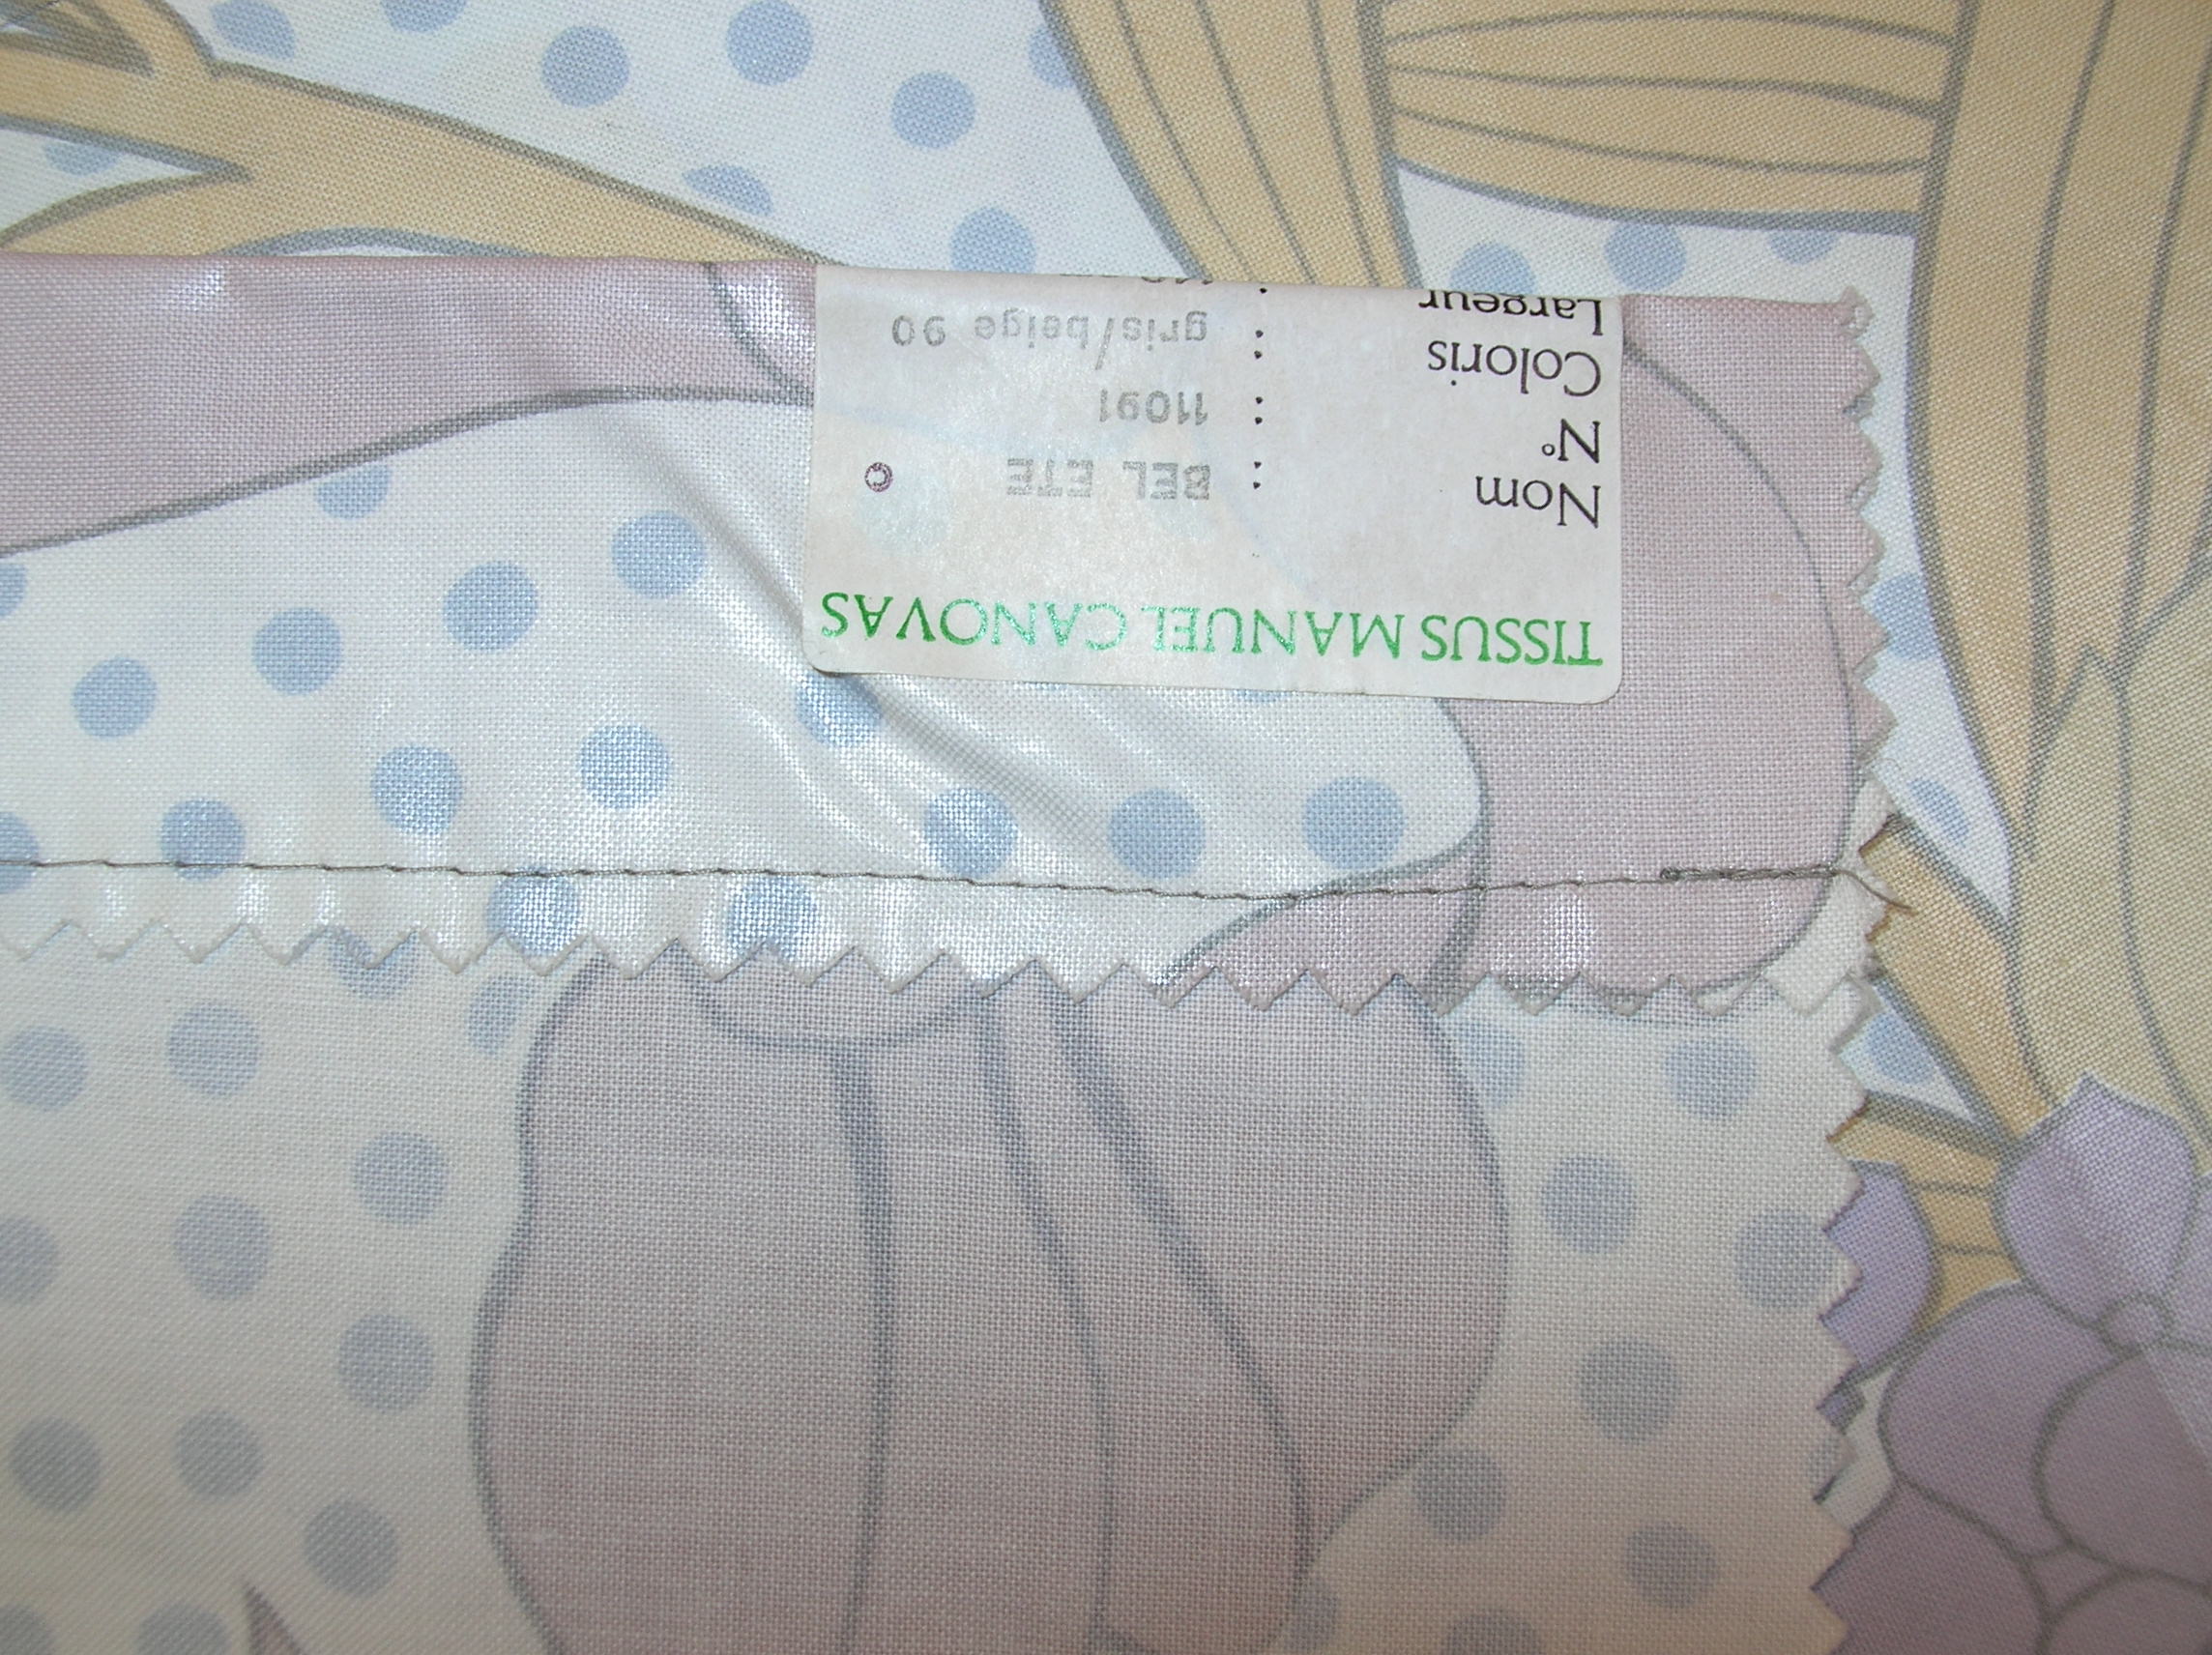 TISSUS MANUEL CANOVAS
Nom : BEL ETE C
N° : 11091
Coloris : gris/beige 90
Largeur :